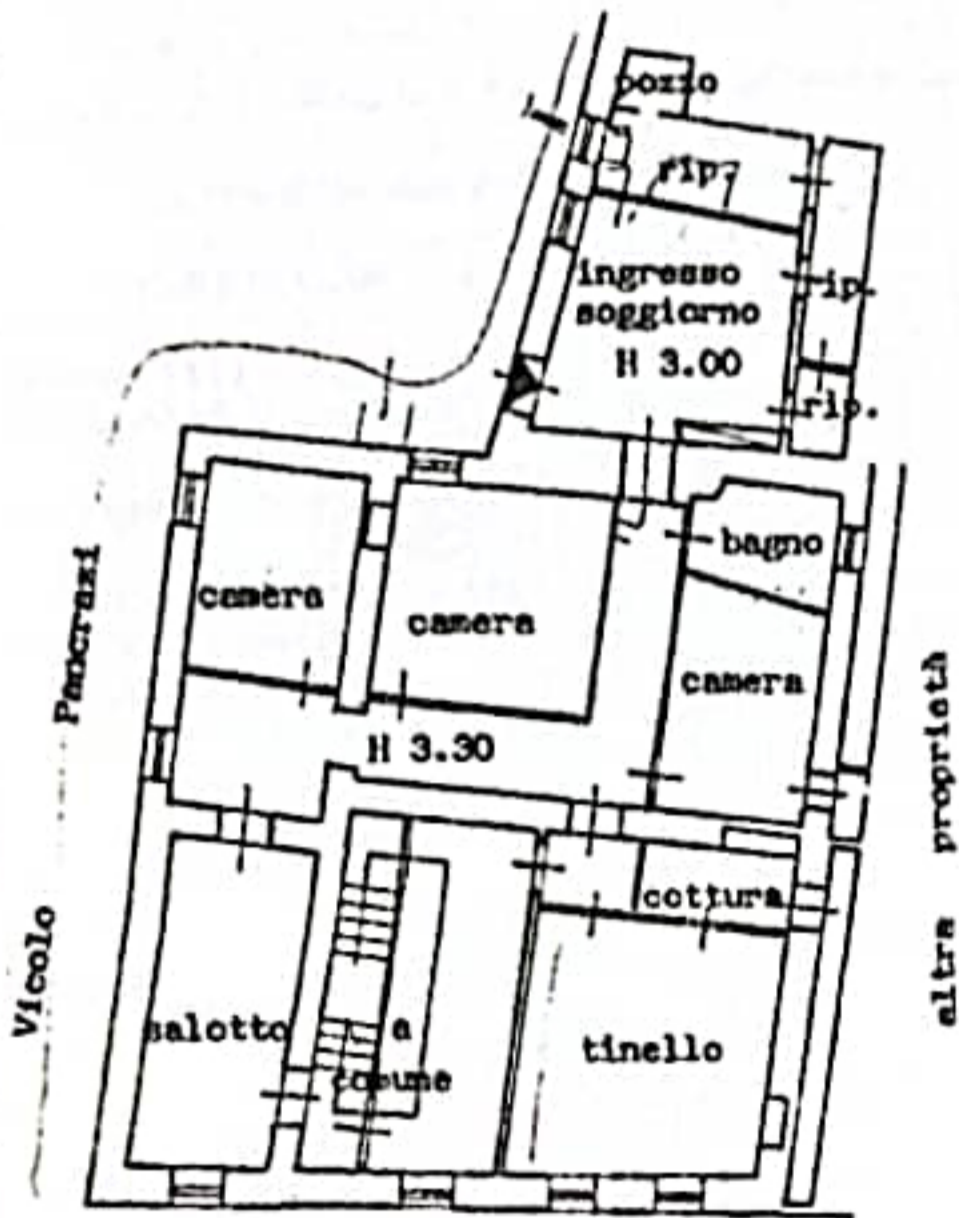 pozzo
rip.
ingresso
soggiorno
H 3.00
rip.
rip.
bagno
camera
camera
camera
H 3.30
cottura
salotto
a
comune
tinello
Vicolo Pancrazi
altra proprietà